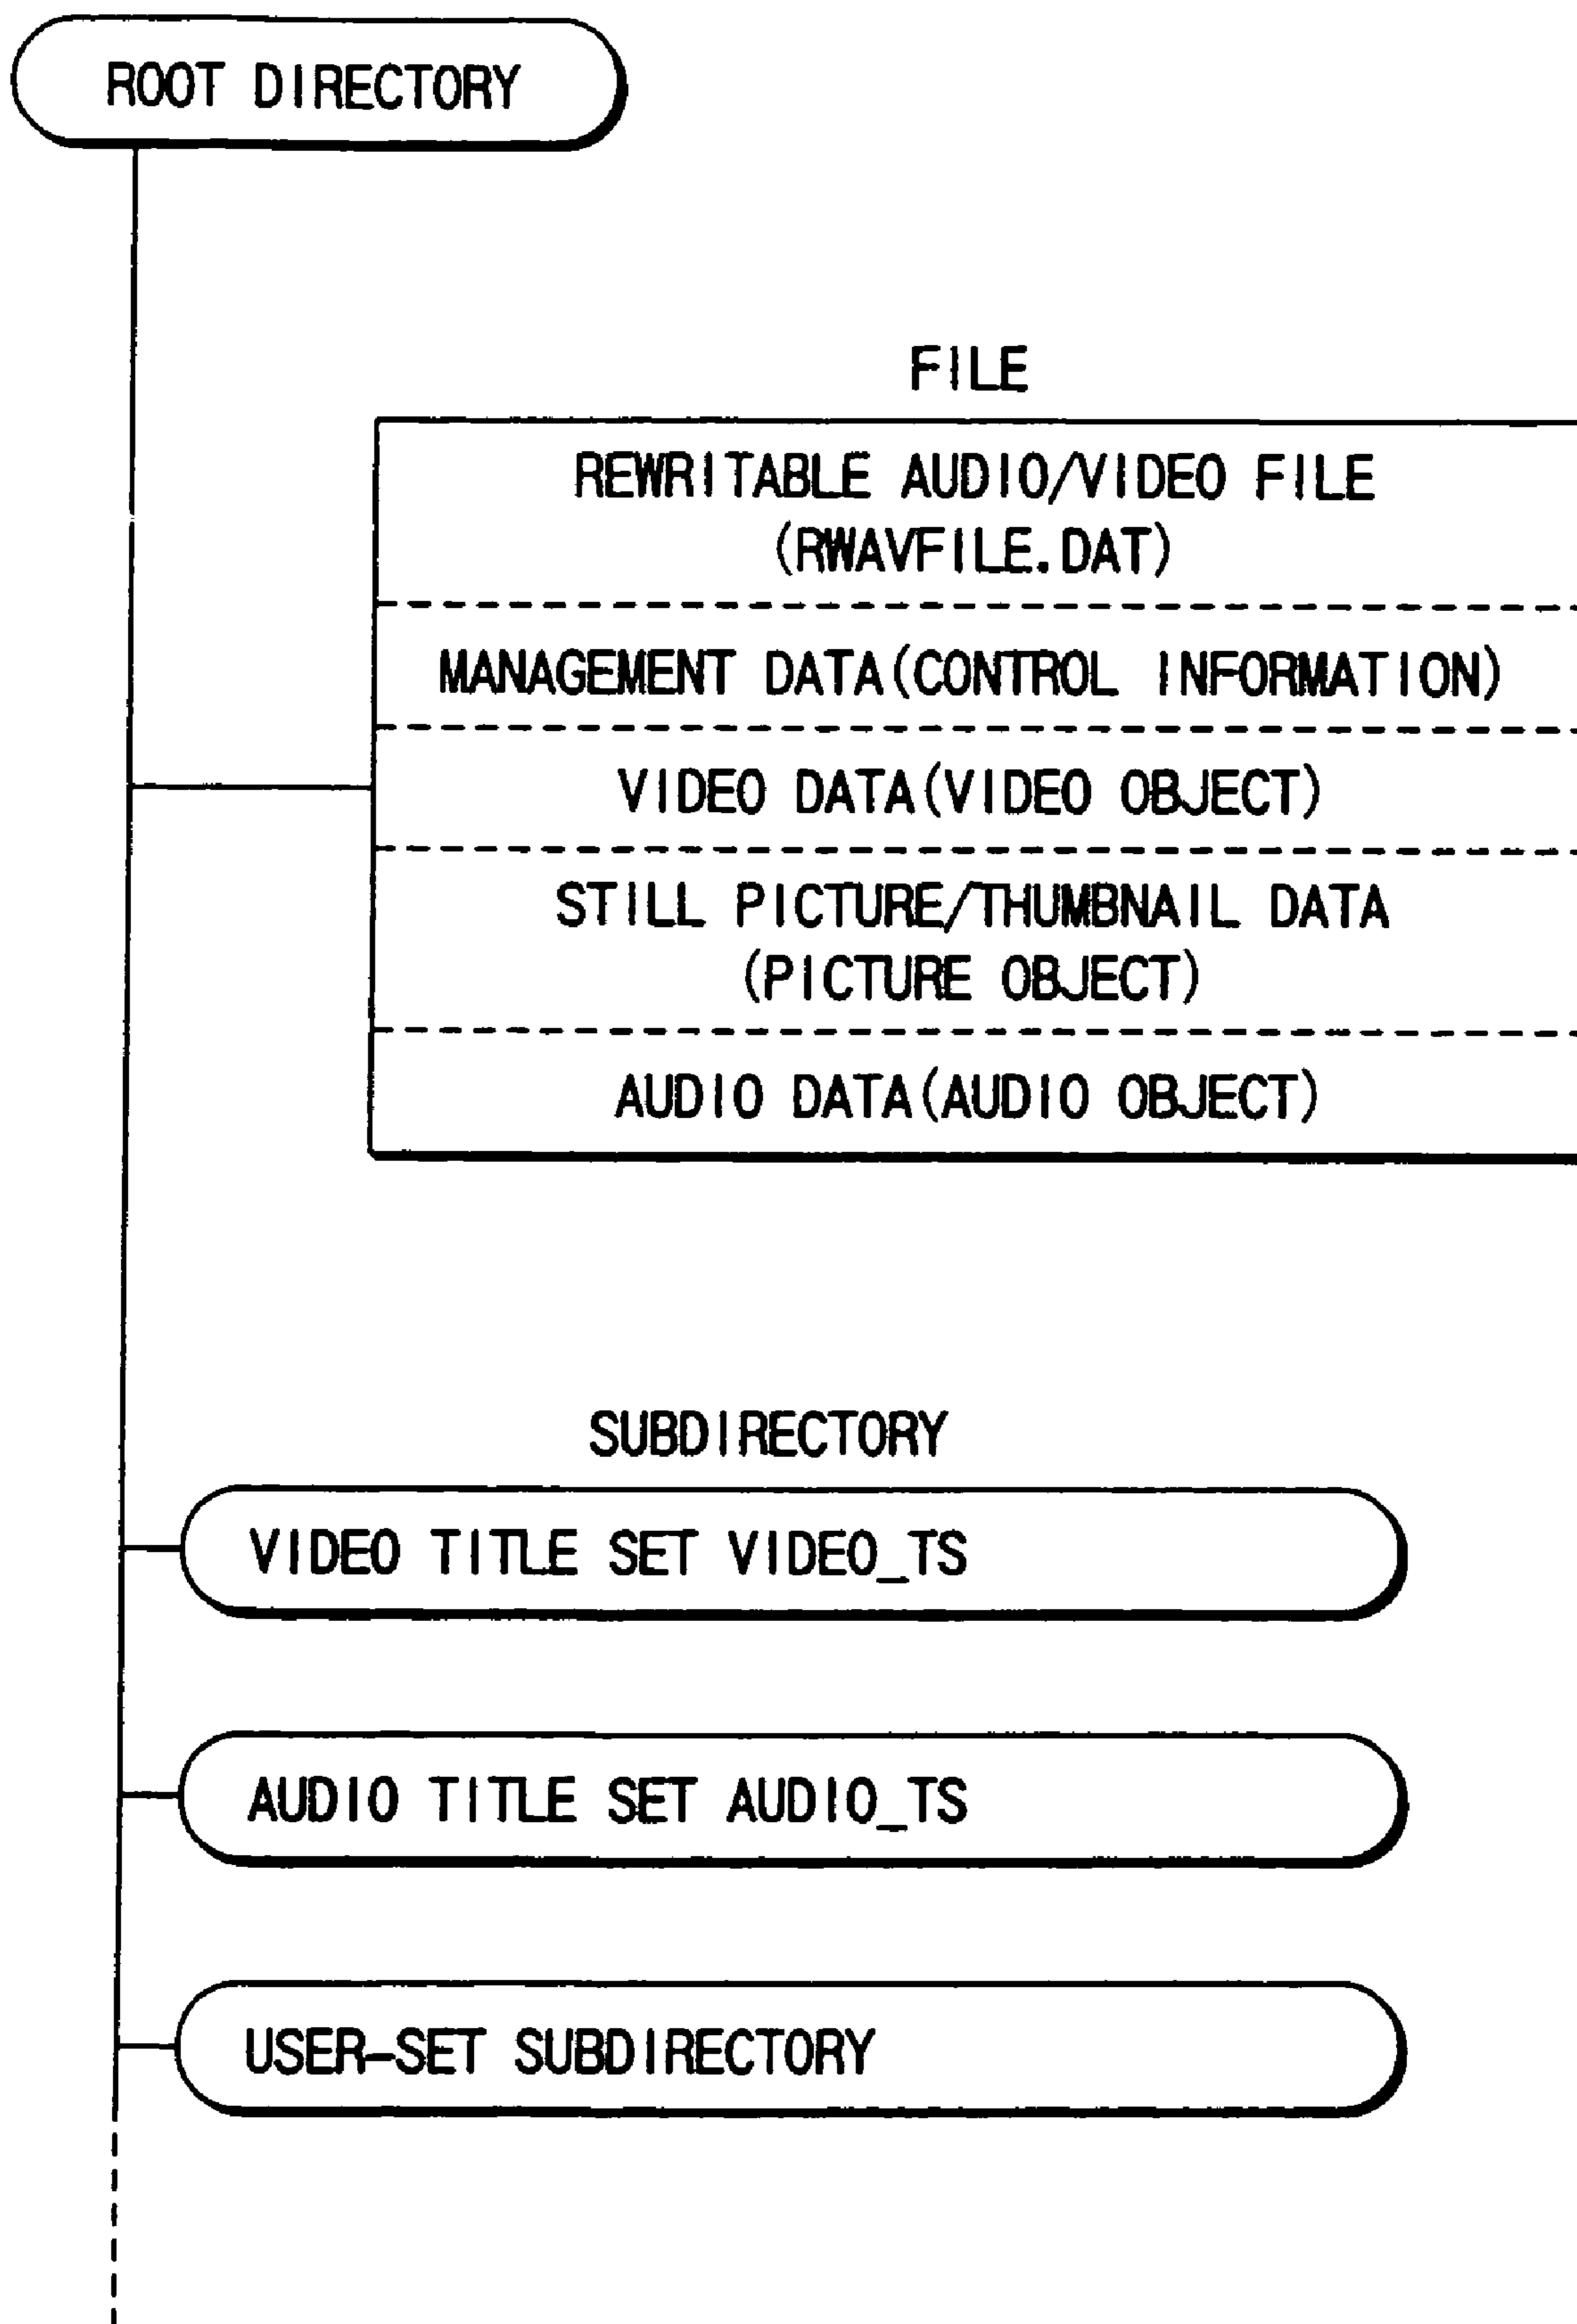 ROOT DIRECTORY
FILE
REWRITABLE AUDIO/VIDEO FILE
(RWAVFILE.DAT)
MANAGEMENT DATA(CONTROL INFORMATION)
VIDEO DATA(VIDEO OBJECT)
STILL PICTURE/THUMBNAIL DATA
(PICTURE OBJECT)
AUDIO DATA(AUDIO OBJECT)
SUBDIRECTORY
VIDEO TITLE SET VIDEO_TS
AUDIO TITLE SET AUDIO_TS
USER-SET SUBDIRECTORY